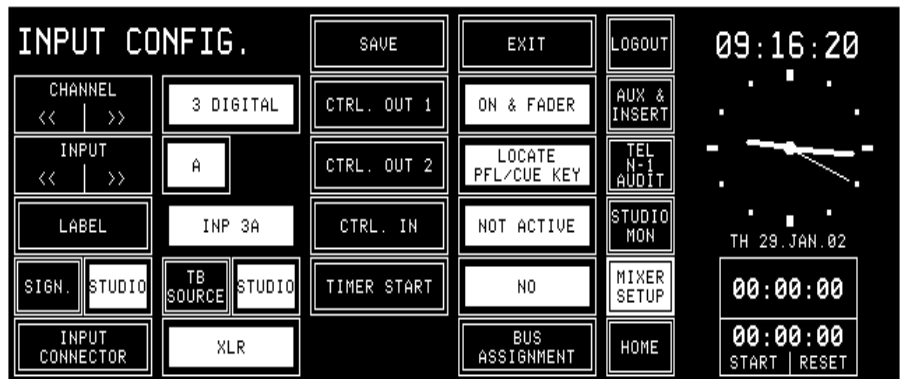 INPUT CONFIG.
SAVE
EXIT
LOGOUT
09:16:20
CHANNEL
<< >>
3 DIGITAL
CTRL. OUT 1
ON & FADER
AUX &
INSERT
INPUT
<< >>
A
CTRL. OUT 2
LOCATE
PFL/CUE KEY
TEL
N-1
AUDIT
LABEL
INP 3A
CTRL. IN
NOT ACTIVE
STUDIO
MON
TH 29.JAN.02
SIGN.
STUDIO
TB
SOURCE
STUDIO
TIMER START
NO
MIXER
SETUP
00:00:00
INPUT
CONNECTOR
XLR
BUS
ASSIGNMENT
HOME
00:00:00
START | RESET